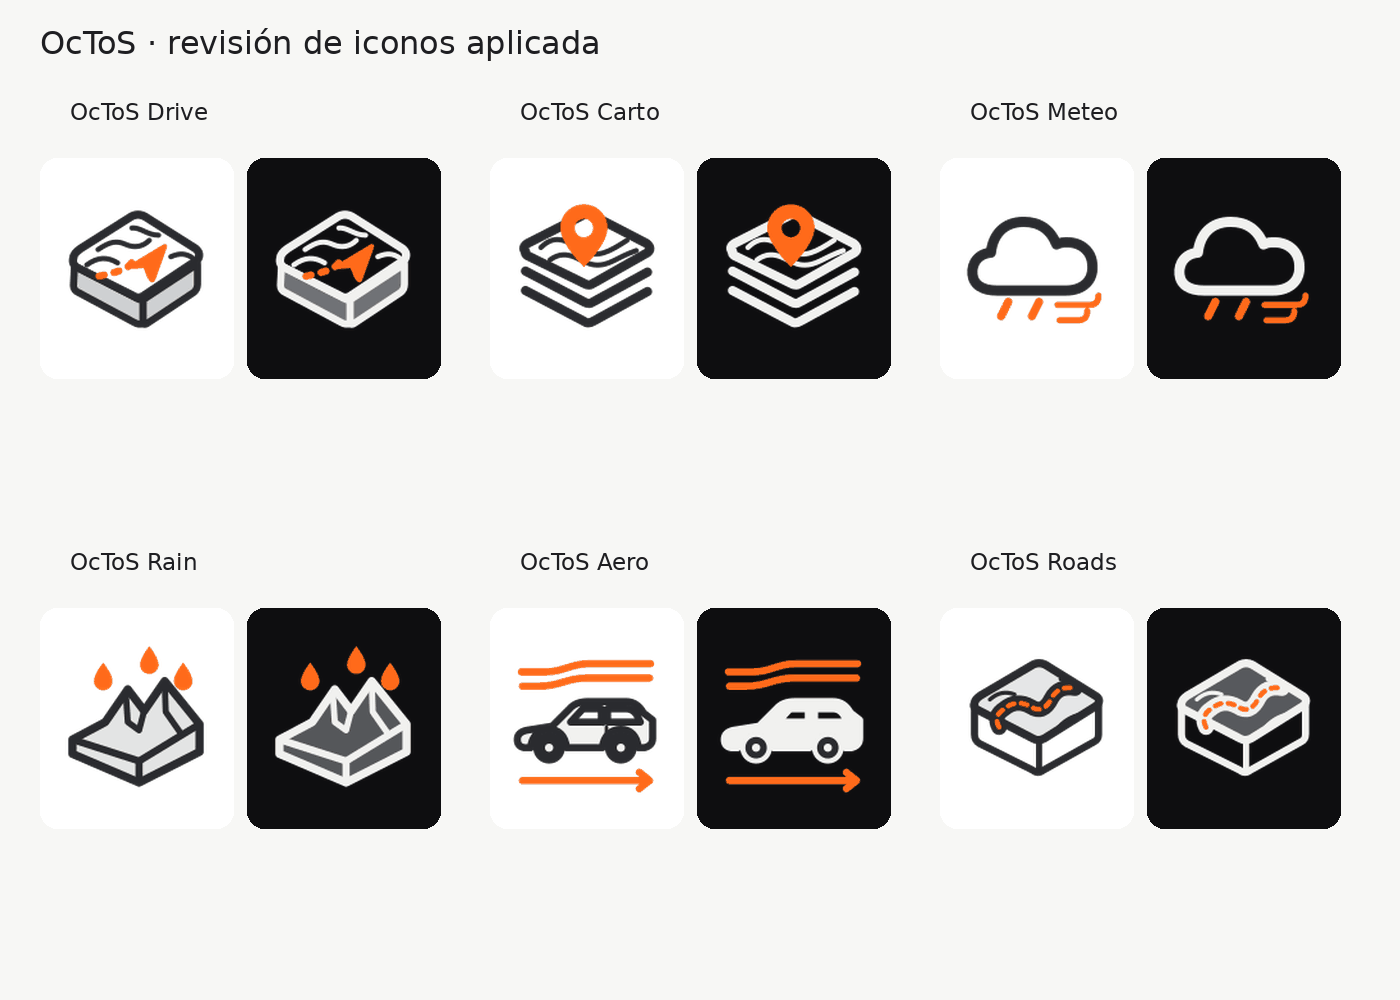 OcToS · revisión de iconos aplicada
OcToS Drive
OcToS Carto
OcToS Meteo
OcToS Rain
OcToS Aero
OcToS Roads